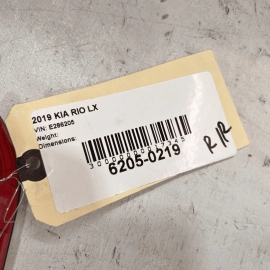 2019 KIA RIO LX
VIN: E286205
Weight:
Dimensions:
6205-0219
R/R